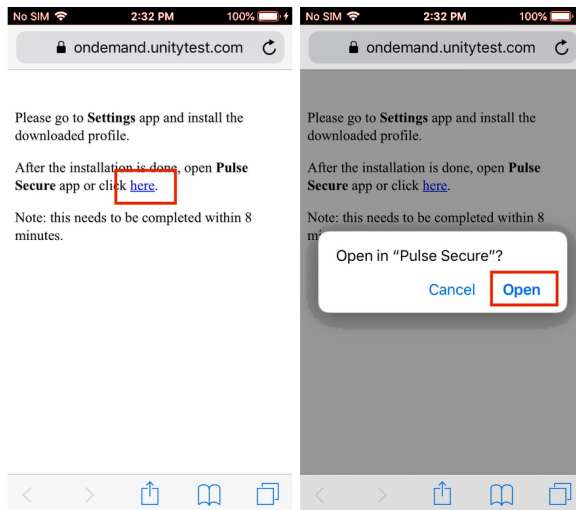 No SIM 2:32 PM 100%
ondemand.unitytest.com
Please go to Settings app and install the
downloaded profile.
After the installation is done, open Pulse
Secure app or click here.
Note: this needs to be completed within 8
minutes.
No SIM 2:32 PM 100%
ondemand.unitytest.com
Please go to Settings app and install the
downloaded profile.
After the installation is done, open Pulse
Secure app or click here.
Note: this needs to be completed within 8
Open in “Pulse Secure”?
Cancel Open